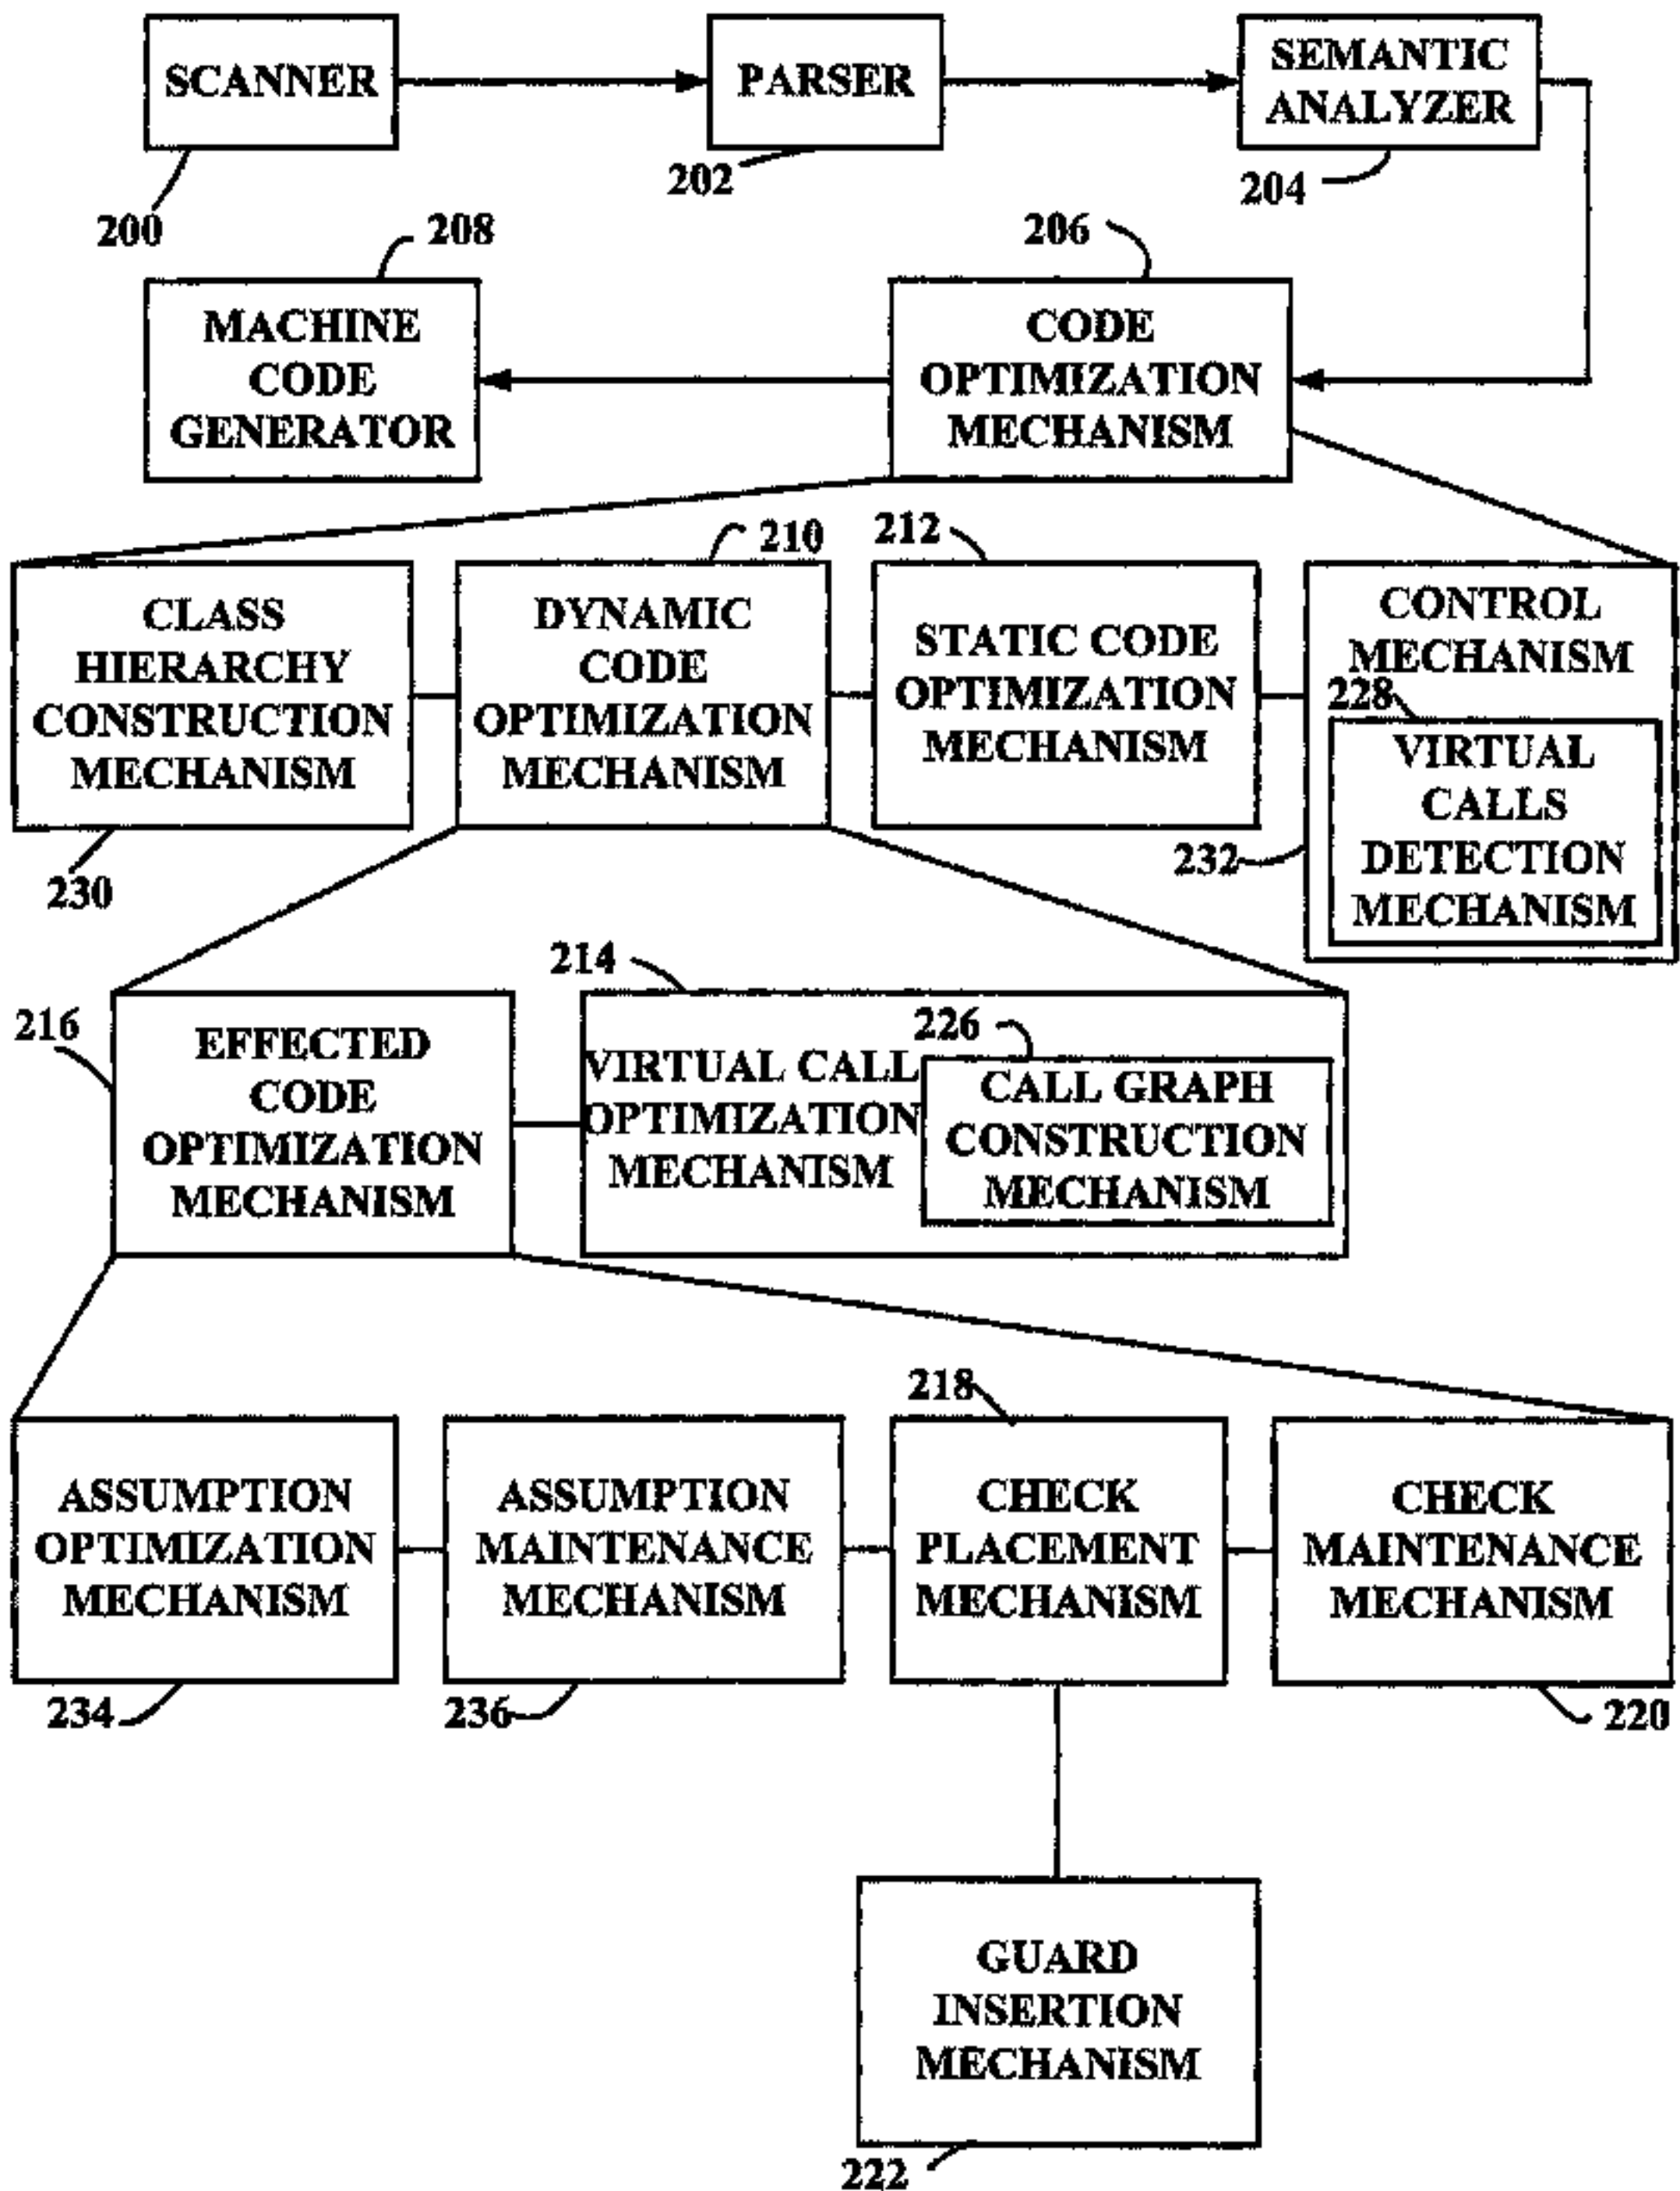 SCANNER
PARSER
SEMANTIC
ANALYZER
200
202
204
208
206
MACHINE
CODE
GENERATOR
CODE
OPTIMIZATION
MECHANISM
210
212
CLASS
HIERARCHY
CONSTRUCTION
MECHANISM
DYNAMIC
CODE
OPTIMIZATION
MECHANISM
STATIC CODE
OPTIMIZATION
MECHANISM
CONTROL
MECHANISM
228
VIRTUAL
CALLS
DETECTION
MECHANISM
230
232
214
216
EFFECTED
CODE
OPTIMIZATION
MECHANISM
VIRTUAL CALL
OPTIMIZATION
MECHANISM
226
CALL GRAPH
CONSTRUCTION
MECHANISM
218
ASSUMPTION
OPTIMIZATION
MECHANISM
ASSUMPTION
MAINTENANCE
MECHANISM
CHECK
PLACEMENT
MECHANISM
CHECK
MAINTENANCE
MECHANISM
234
236
220
GUARD
INSERTION
MECHANISM
222